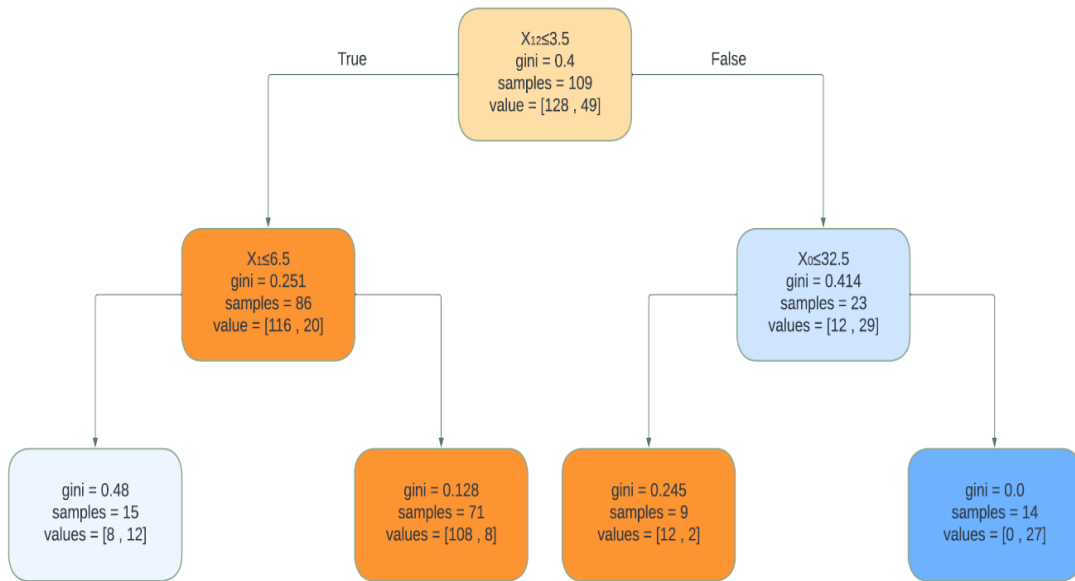 X₁₂≤3.5
gini = 0.4
samples = 109
value = [128 , 49]
True
False
X₁≤6.5
gini = 0.251
samples = 86
value = [116 , 20]
X₀≤32.5
gini = 0.414
samples = 23
values = [12 , 29]
gini = 0.48
samples = 15
values = [8 , 12]
gini = 0.128
samples = 71
values = [108 , 8]
gini = 0.245
samples = 9
values = [12 , 2]
gini = 0.0
samples = 14
values = [0 , 27]